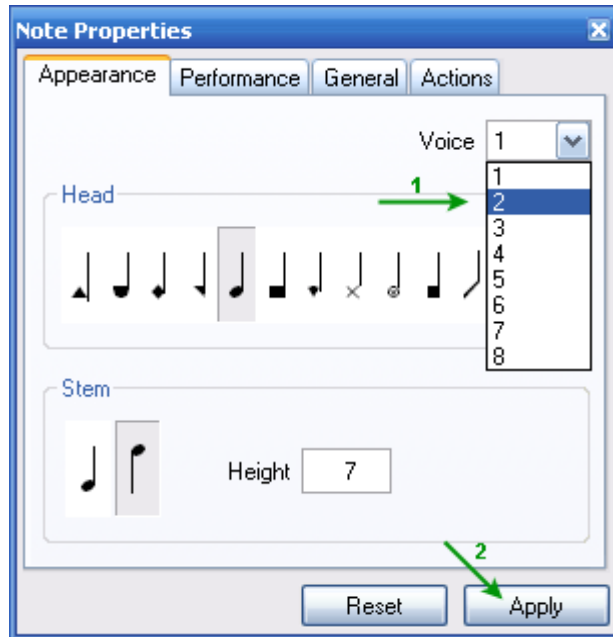 Note Properties
Appearance Performance General Actions
Voice 1
1
1
2
3
4
5
6
7
8
Head
Stem
Height 7
2
Reset Apply